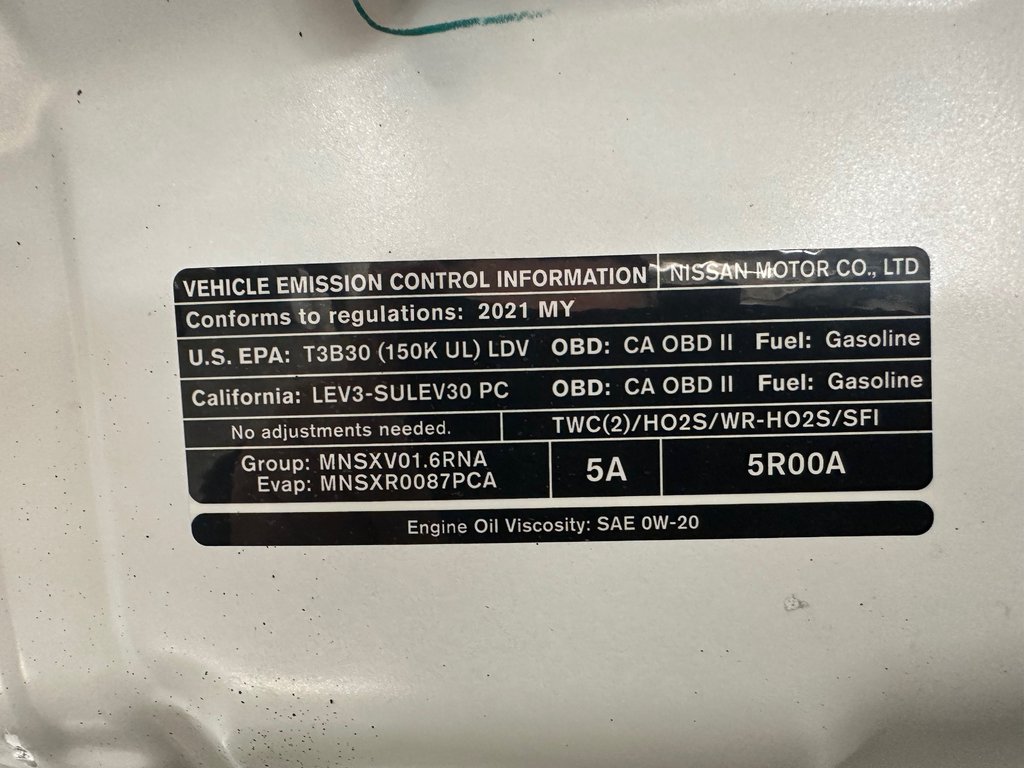 VEHICLE EMISSION CONTROL INFORMATION NISSAN MOTOR CO., LTD
Conforms to regulations: 2021 MY
U.S. EPA: T3B30 (150K UL) LDV OBD: CA OBD II Fuel: Gasoline
California: LEV3-SULEV30 PC OBD: CA OBD II Fuel: Gasoline
No adjustments needed. TWC(2)/HO2S/WR-HO2S/SFI
Group: MNSXV01.6RNA
Evap: MNSXR0087PCA
5A
5R00A
Engine Oil Viscosity: SAE 0W-20